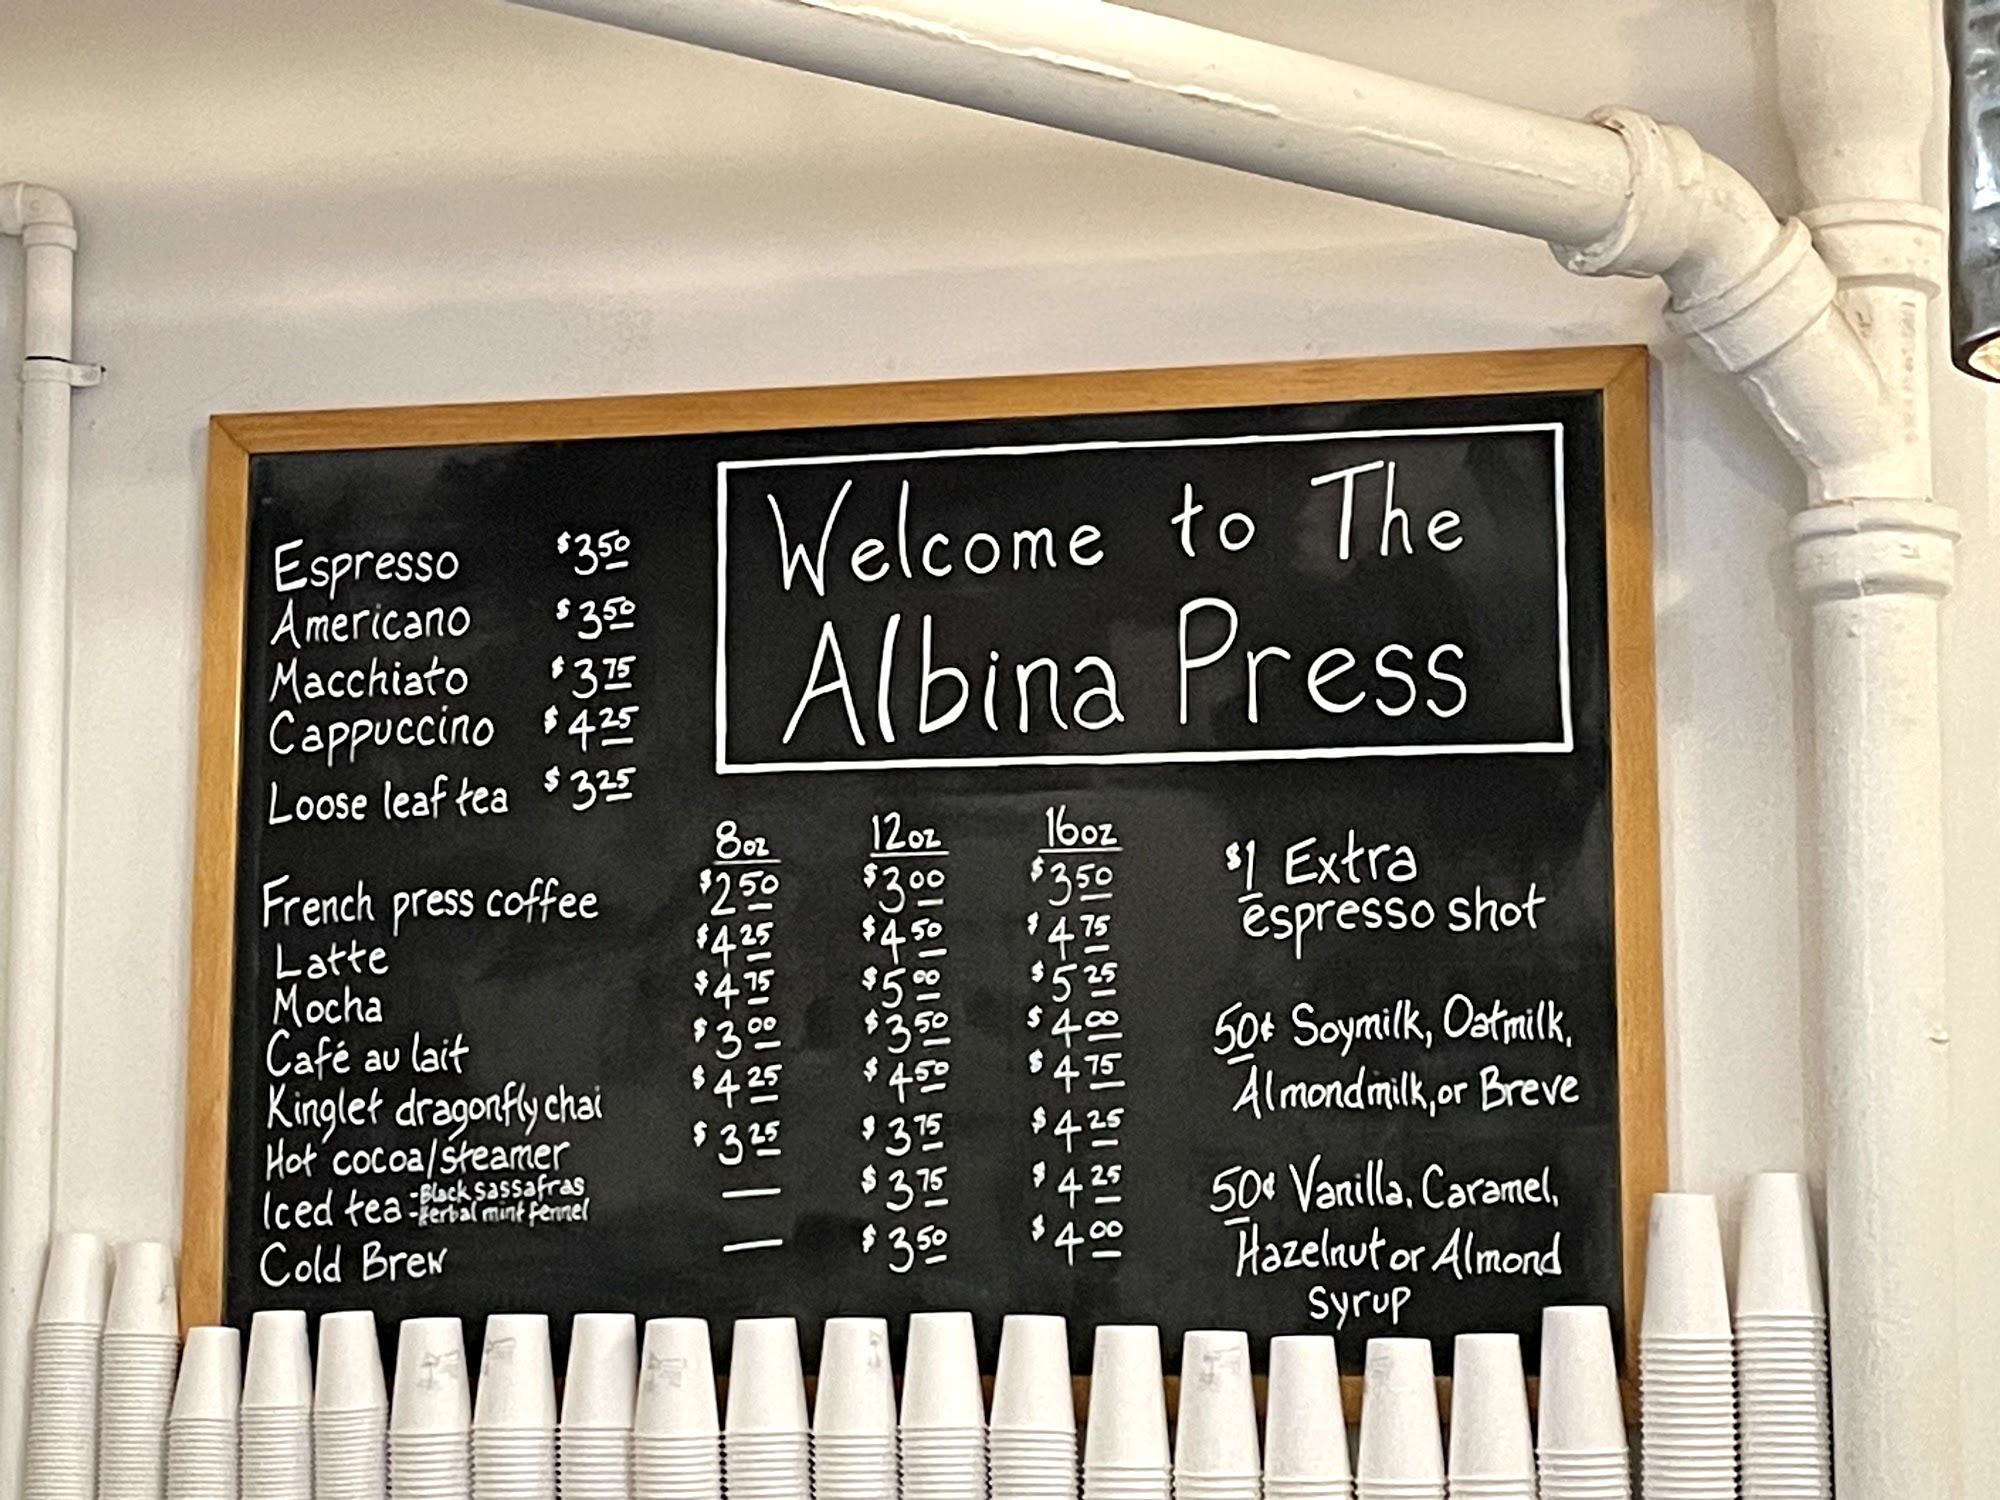 Welcome to The
Albina Press
Espresso $3.50
Americano $3.50
Macchiato $3.75
Cappuccino $4.25
Loose leaf tea $3.25
8oz 12oz 16oz
French press coffee $2.50 $3.00 $3.50
Latte $4.25 $4.50 $4.75
Mocha $4.75 $5.00 $5.25
Café au lait $3.00 $3.50 $4.00
Kinglet dragonfly chai $4.25 $4.50 $4.75
Hot cocoa/steamer $3.25 $3.75 $4.25
Iced tea -Black sassafras — $3.75 $4.25
-Herbal mint fennel
Cold Brew — $3.50 $4.00
$1 Extra
espresso shot
50¢ Soymilk, Oatmilk,
Almondmilk, or Breve
50¢ Vanilla, Caramel,
Hazelnut or Almond
syrup